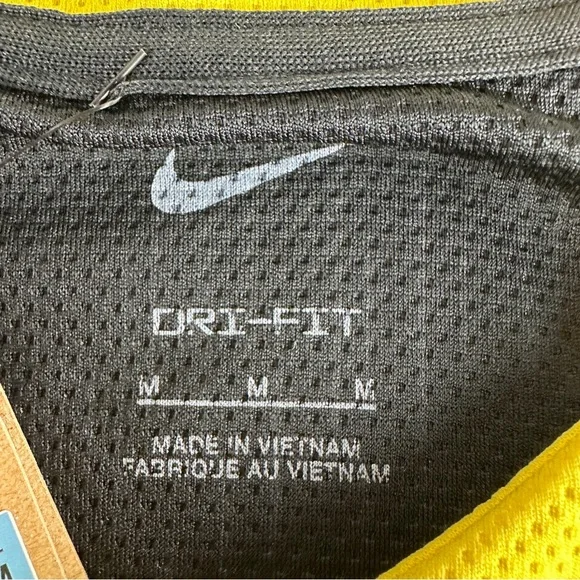 DRI-FIT
M M M
MADE IN VIETNAM
FABRIQUE AU VIETNAM